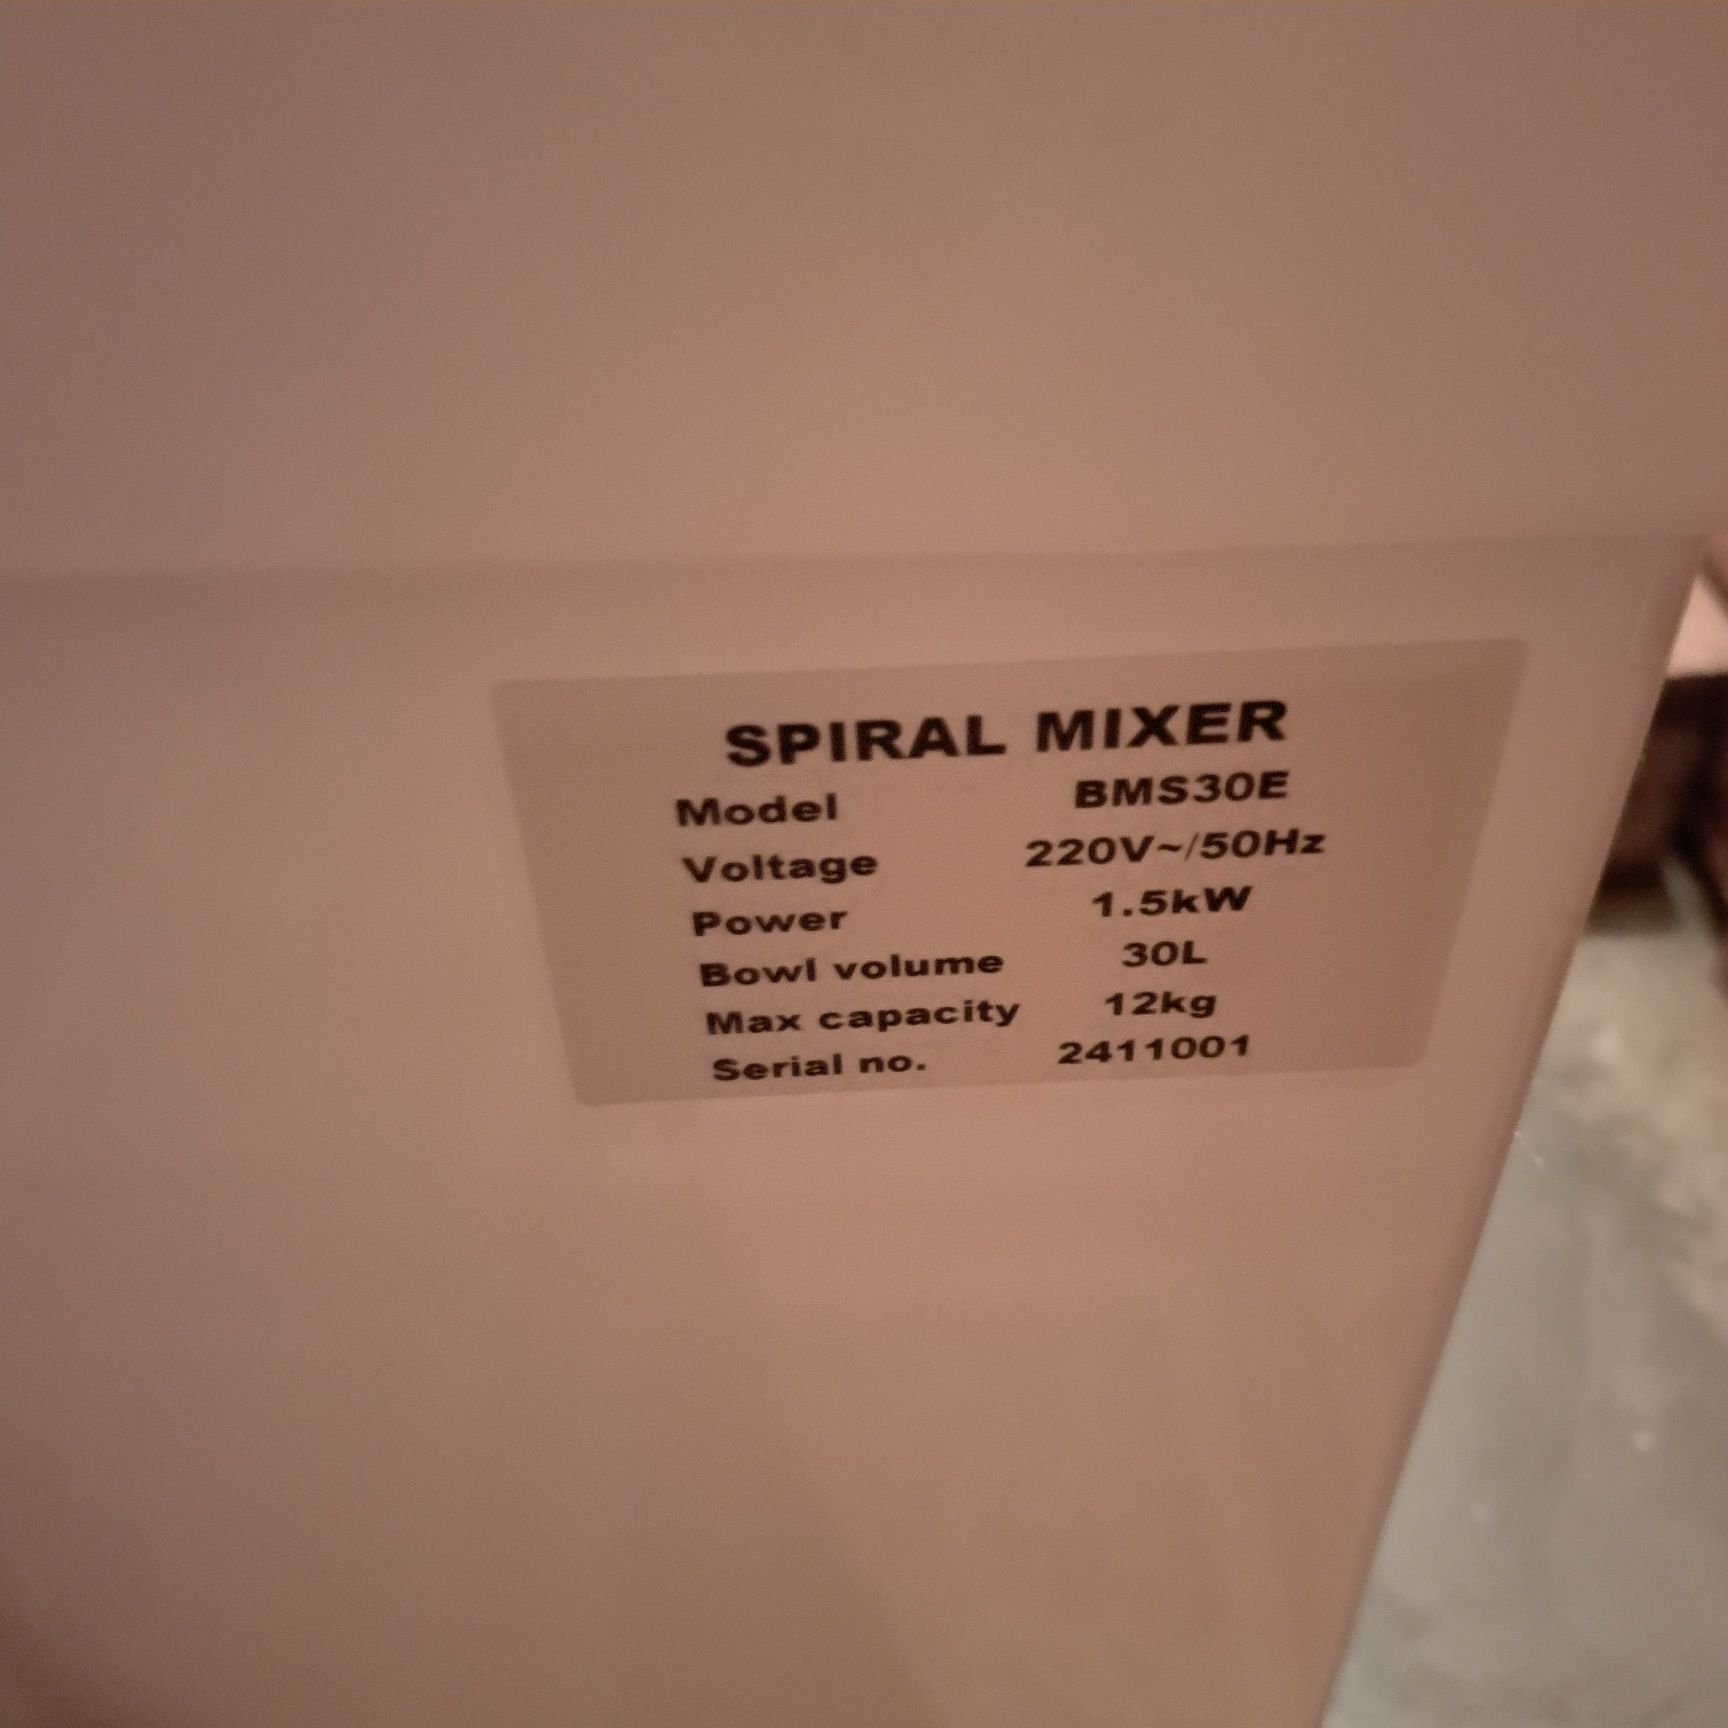 SPIRAL MIXER
Model BMS30E
Voltage 220V~/50Hz
Power 1.5kW
Bowl volume 30L
Max capacity 12kg
Serial no. 2411001